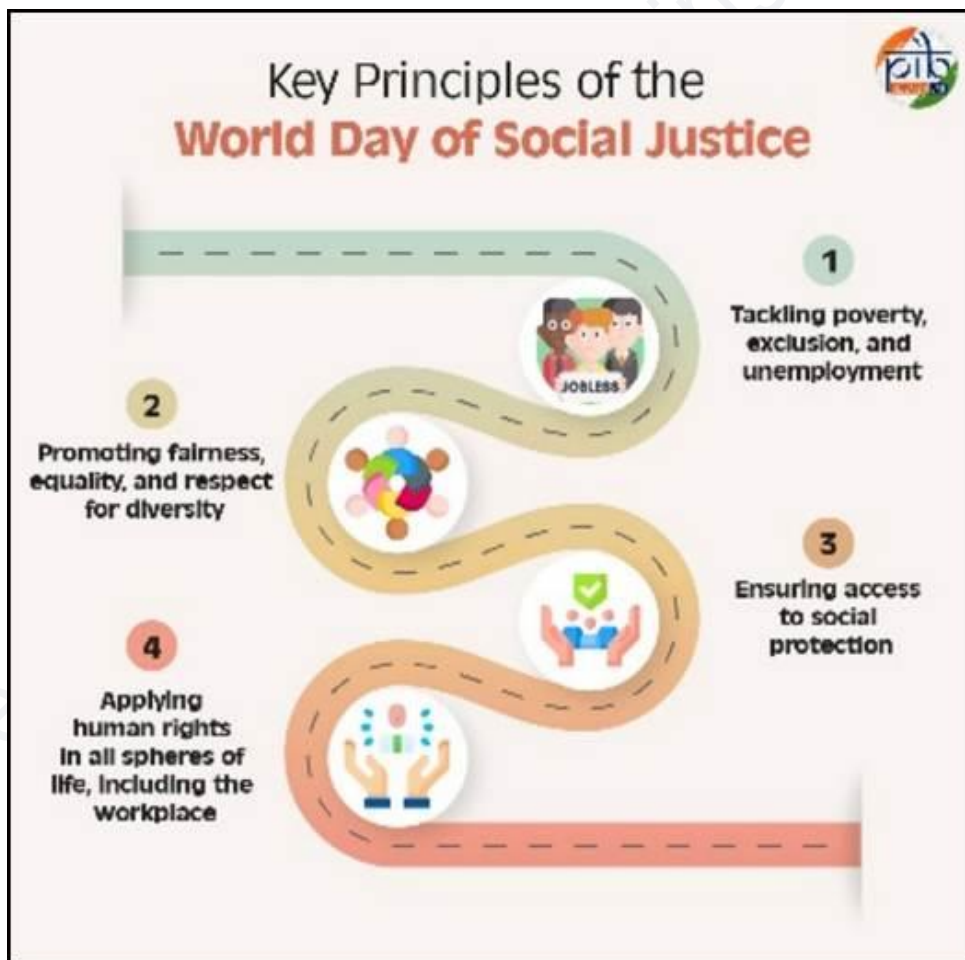 Key Principles of the
World Day of Social Justice
pib
1
Tackling poverty,
exclusion, and
unemployment
JOBLESS
2
Promoting fairness,
equality, and respect
for diversity
3
Ensuring access
to social
protection
4
Applying
human rights
in all spheres of
life, including the
workplace